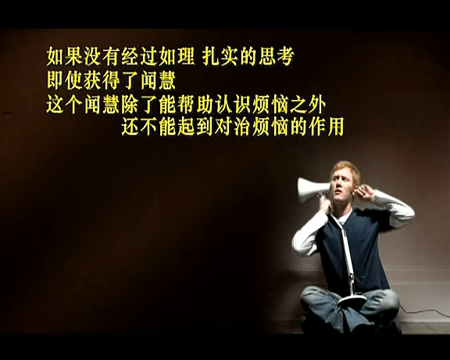 如果没有经过如理 扎实的思考
即使获得了闻慧
这个闻慧除了能帮助认识烦恼之外
还不能起到对治烦恼的作用